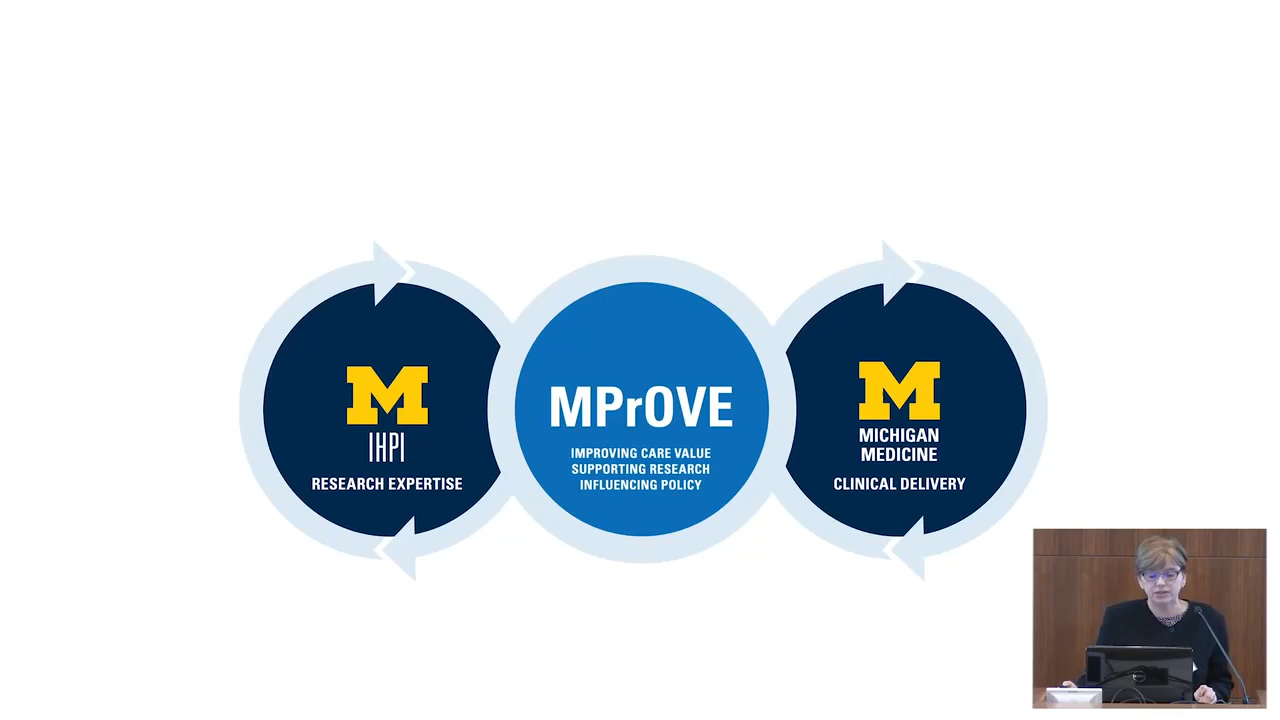 M
IHPI
RESEARCH EXPERTISE
MPrOVE
IMPROVING CARE VALUE
SUPPORTING RESEARCH
INFLUENCING POLICY
M
MICHIGAN
MEDICINE
CLINICAL DELIVERY